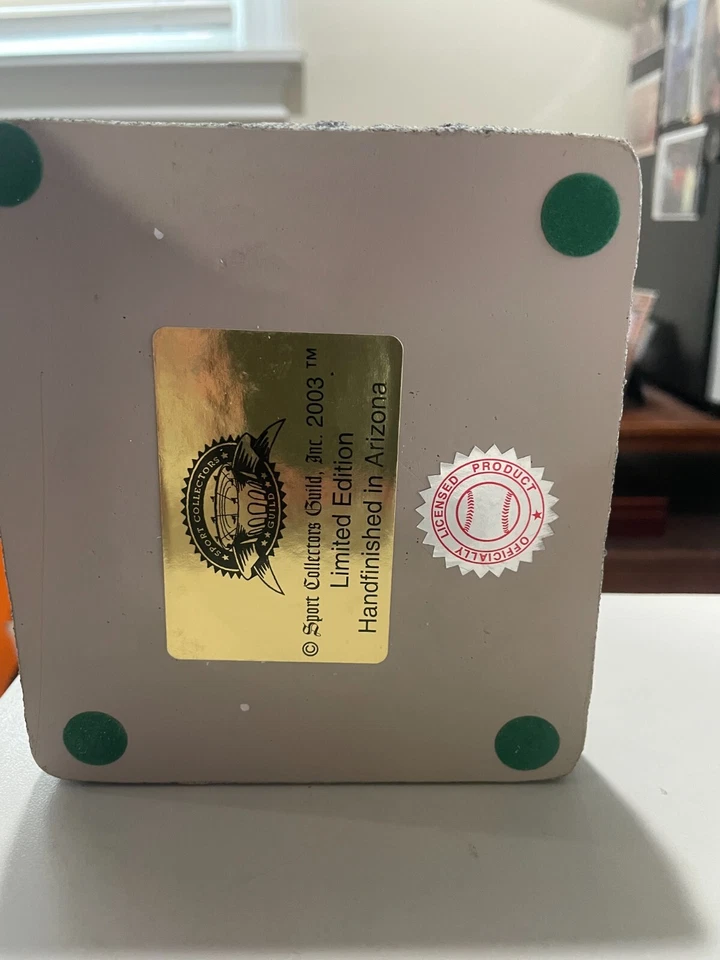 SPORT COLLECTORS
GUILD
© Sport Collectors Guild, Inc. 2003 ™
Limited Edition
Handfinished in Arizona
OFFICIALLY LICENSED PRODUCT